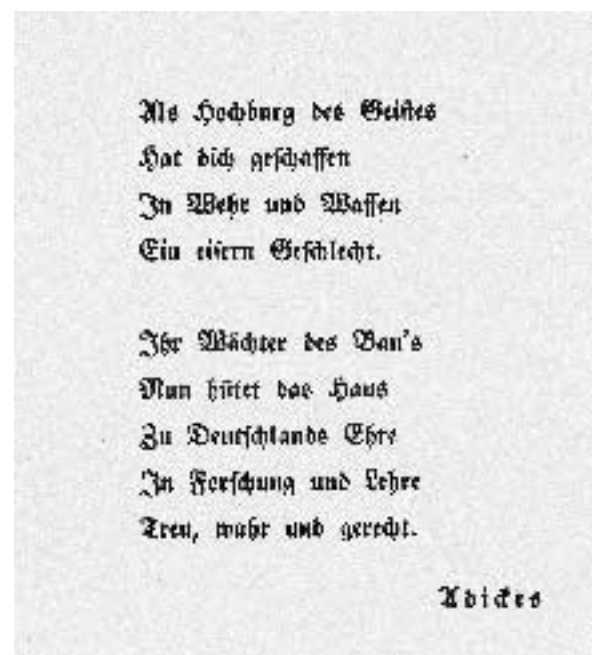 Als Hochburg des Geistes
Hat dich geschaffen
In Wehr und Waffen
Ein eisern Geschlecht.
Ihr Wächter des Bau's
Nun hütet das Haus
Zu Deutschlands Ehre
In Forschung und Lehre
Treu, wahr und gerecht.
Adickes